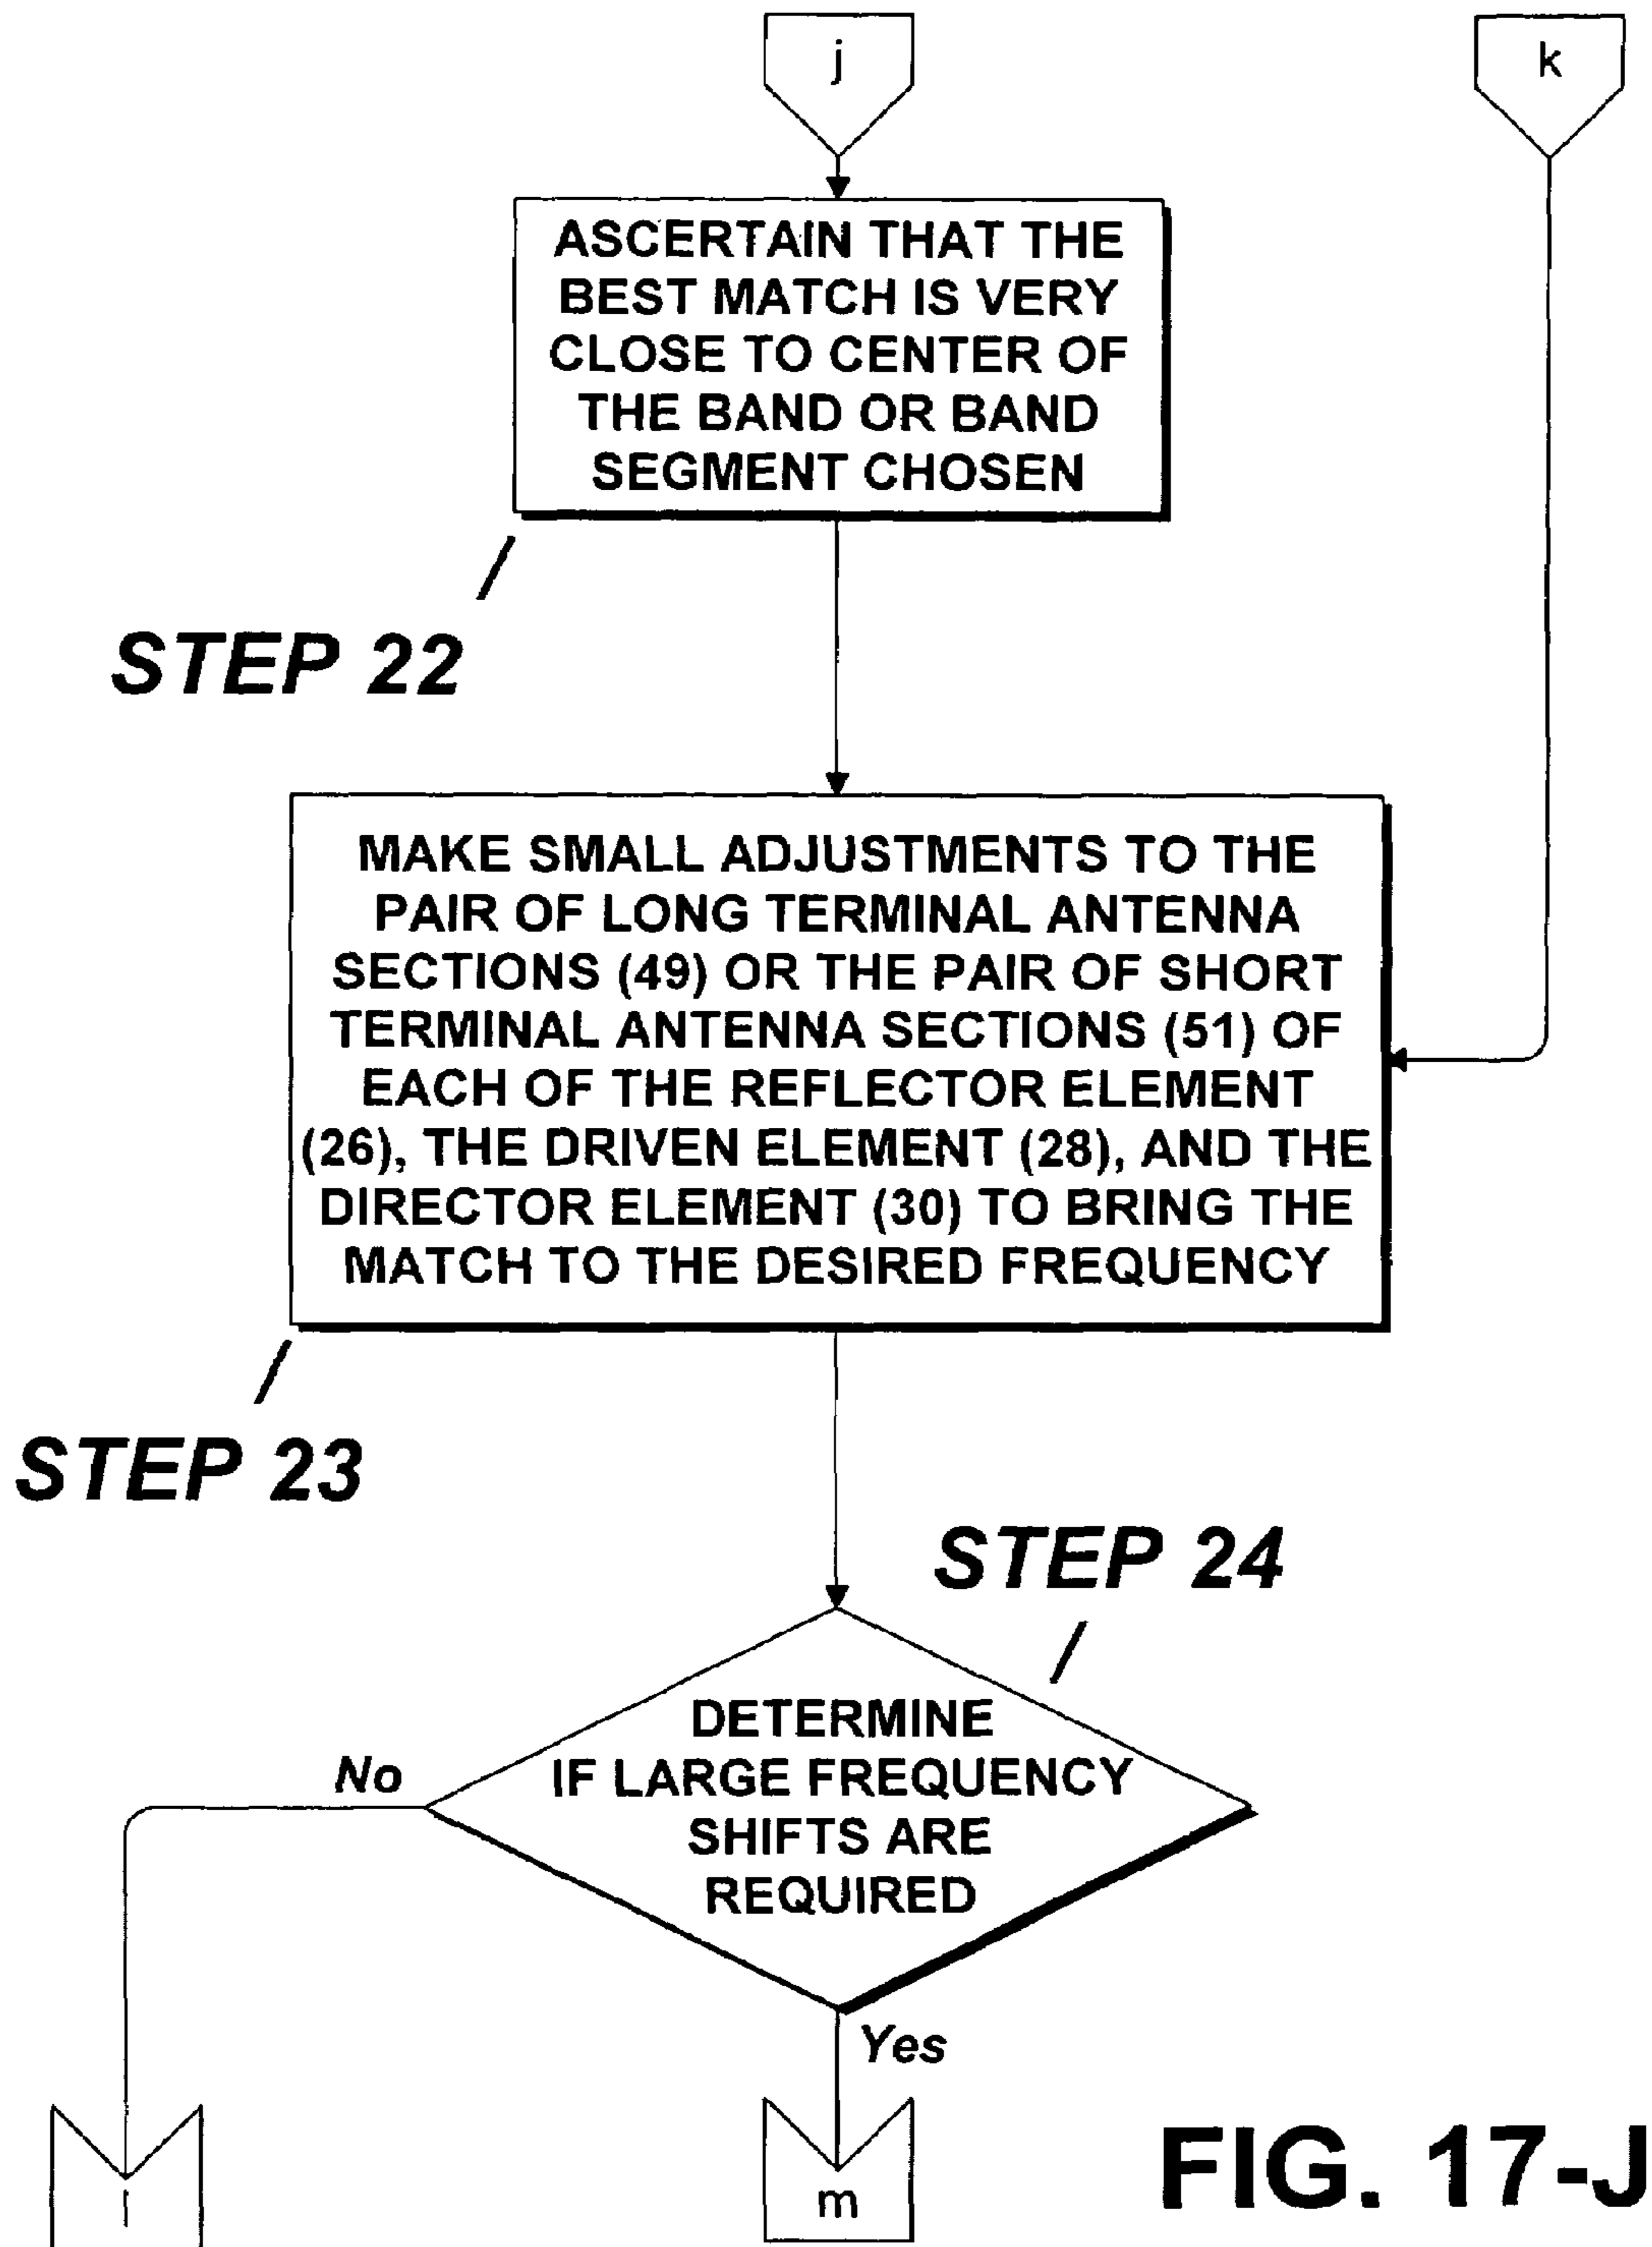 j
k
ASCERTAIN THAT THE
BEST MATCH IS VERY
CLOSE TO CENTER OF
THE BAND OR BAND
SEGMENT CHOSEN
STEP 22
MAKE SMALL ADJUSTMENTS TO THE
PAIR OF LONG TERMINAL ANTENNA
SECTIONS (49) OR THE PAIR OF SHORT
TERMINAL ANTENNA SECTIONS (51) OF
EACH OF THE REFLECTOR ELEMENT
(26), THE DRIVEN ELEMENT (28), AND THE
DIRECTOR ELEMENT (30) TO BRING THE
MATCH TO THE DESIRED FREQUENCY
STEP 23
STEP 24
DETERMINE
IF LARGE FREQUENCY
SHIFTS ARE
REQUIRED
No
Yes
l
m
FIG. 17-J